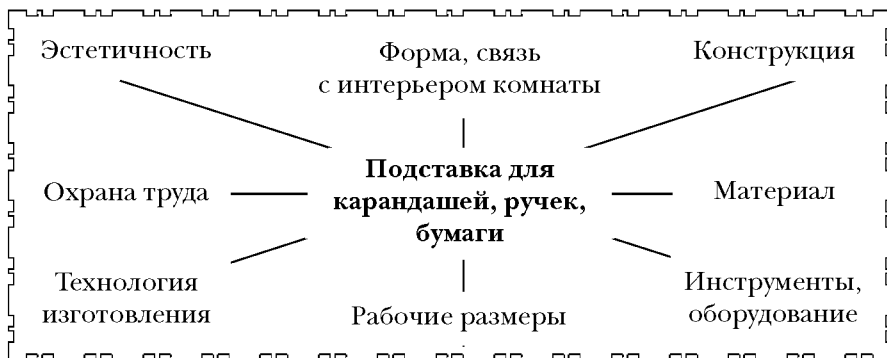 Эстетичность
Форма, связь
с интерьером комнаты
Конструкция
Охрана труда
Подставка для
карандашей, ручек,
бумаги
Материал
Технология
изготовления
Рабочие размеры
Инструменты,
оборудование